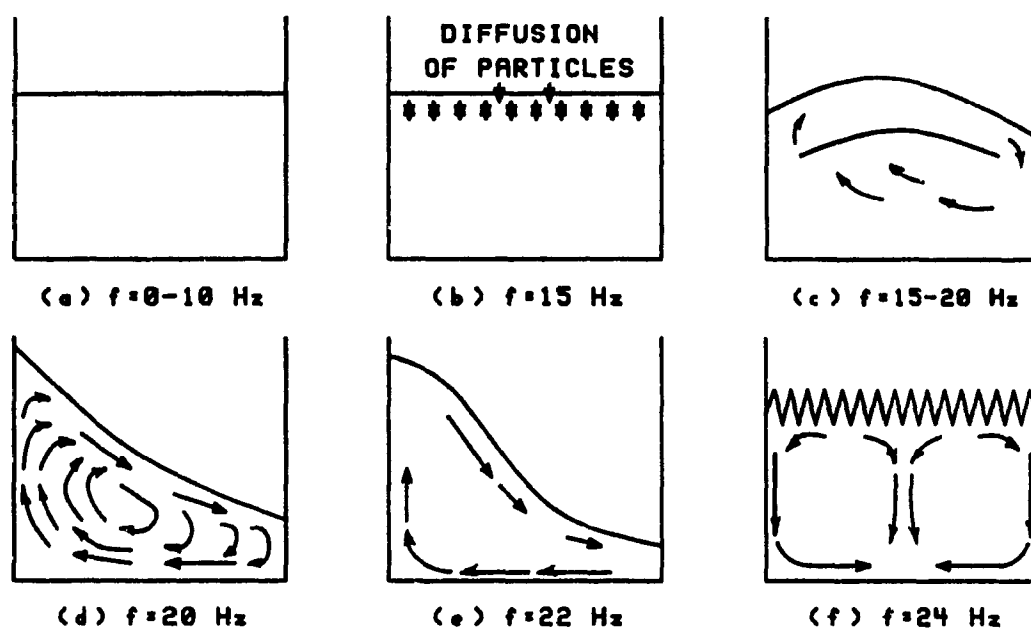 DIFFUSION
OF PARTICLES
(a) f=0-10 Hz
(b) f=15 Hz
(c) f=15-20 Hz
(d) f=20 Hz
(e) f=22 Hz
(f) f=24 Hz